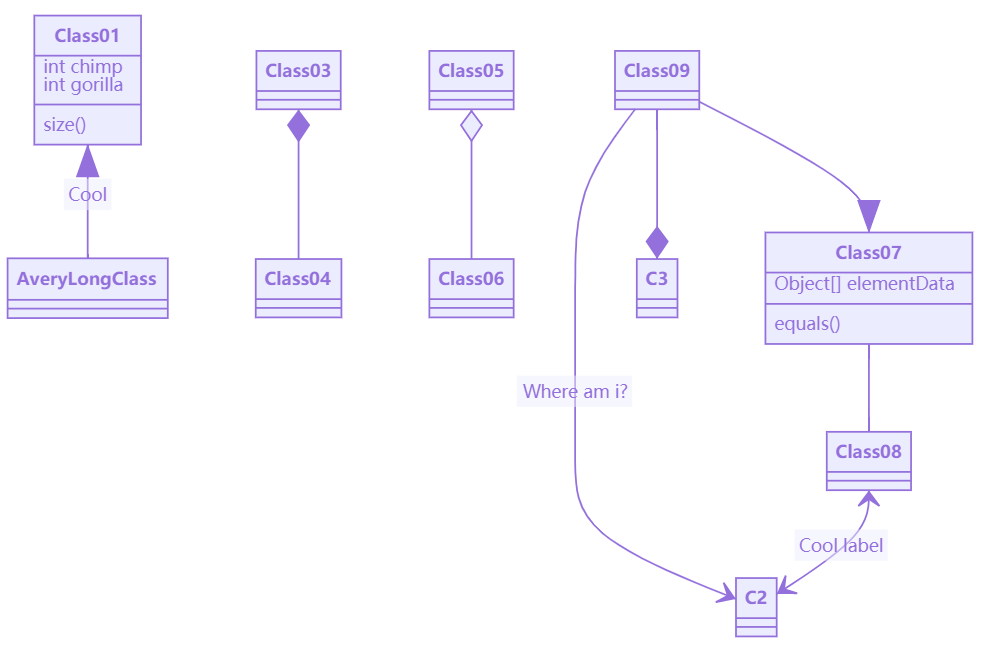 Class01
int chimp
int gorilla
size()
Cool
AveryLongClass
Class03
Class04
Class05
Class06
Class09
C3
Class07
Object[] elementData
equals()
Where am i?
Class08
Cool label
C2